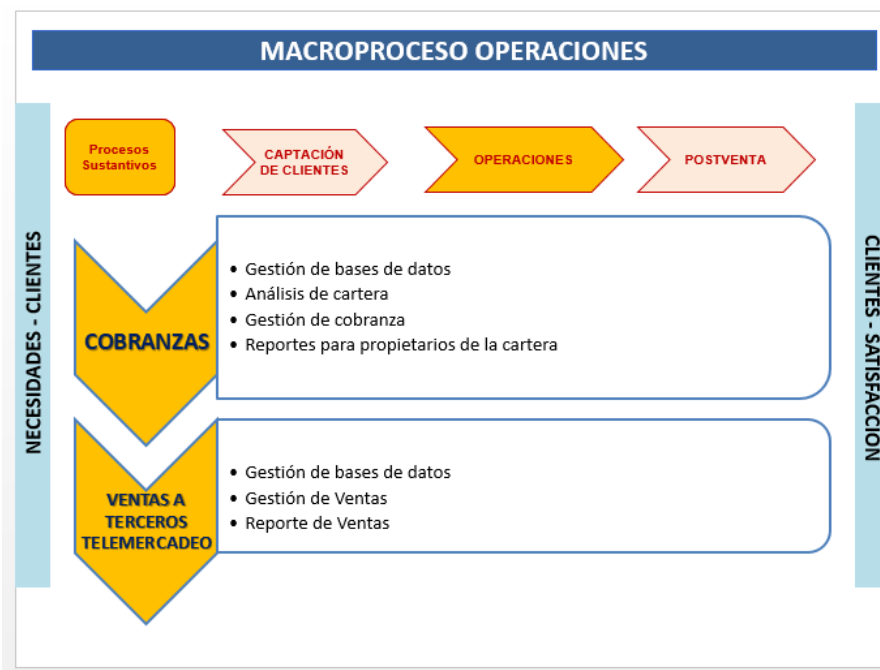 MACROPROCESO OPERACIONES
Procesos
Sustantivos
CAPTACIÓN
DE CLIENTES
OPERACIONES
POSTVENTA
NECESIDADES - CLIENTES
COBRANZAS
• Gestión de bases de datos
• Análisis de cartera
• Gestión de cobranza
• Reportes para propietarios de la cartera
VENTAS A
TERCEROS
TELEMERCADEO
• Gestión de bases de datos
• Gestión de Ventas
• Reporte de Ventas
CLIENTES - SATISFACCION